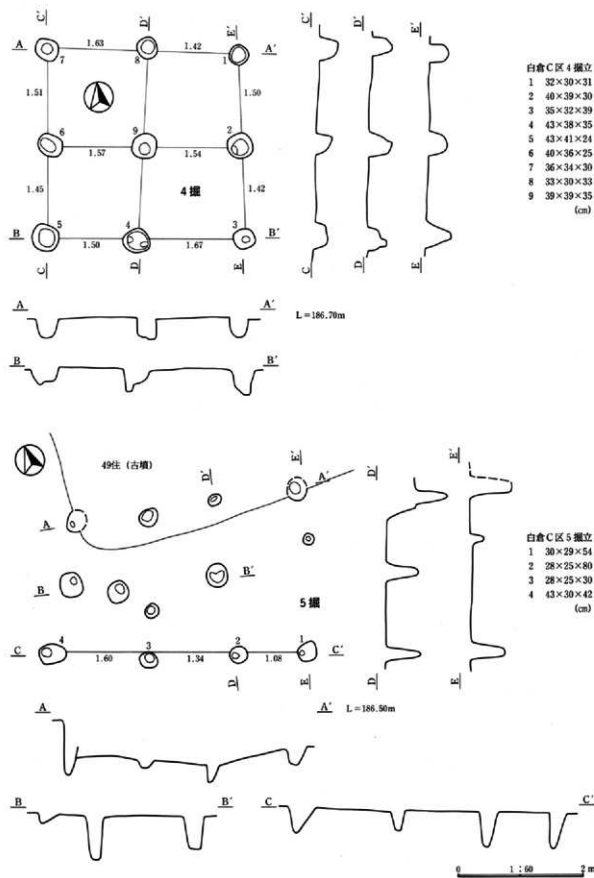 C′
D′
E′
A
1.63
1.42
A′
7
8
1
1.51
1.50
6
9
2
1.57
1.54
1.45
4掘
1.42
B
5
4
3
B′
1.50
1.67
C
D
E
C′
D′
E′
C
D
E
白倉C区4掘立
1 32×30×31
2 40×39×30
3 35×32×39
4 43×38×35
5 43×41×24
6 40×36×25
7 36×34×30
8 33×30×33
9 39×39×35
(cm)
A
A′
L=186.70m
B
B′
49住(古墳)
D′
E′
A′
A
B
B′
5掘
C
4
3
2
1
C′
1.60
1.34
1.08
D
E
D′
E′
D
E
白倉C区5掘立
1 30×29×54
2 28×25×80
3 28×25×30
4 43×30×42
(cm)
A
A′
L=186.50m
B
B′
C
C′
0
1:60
2m